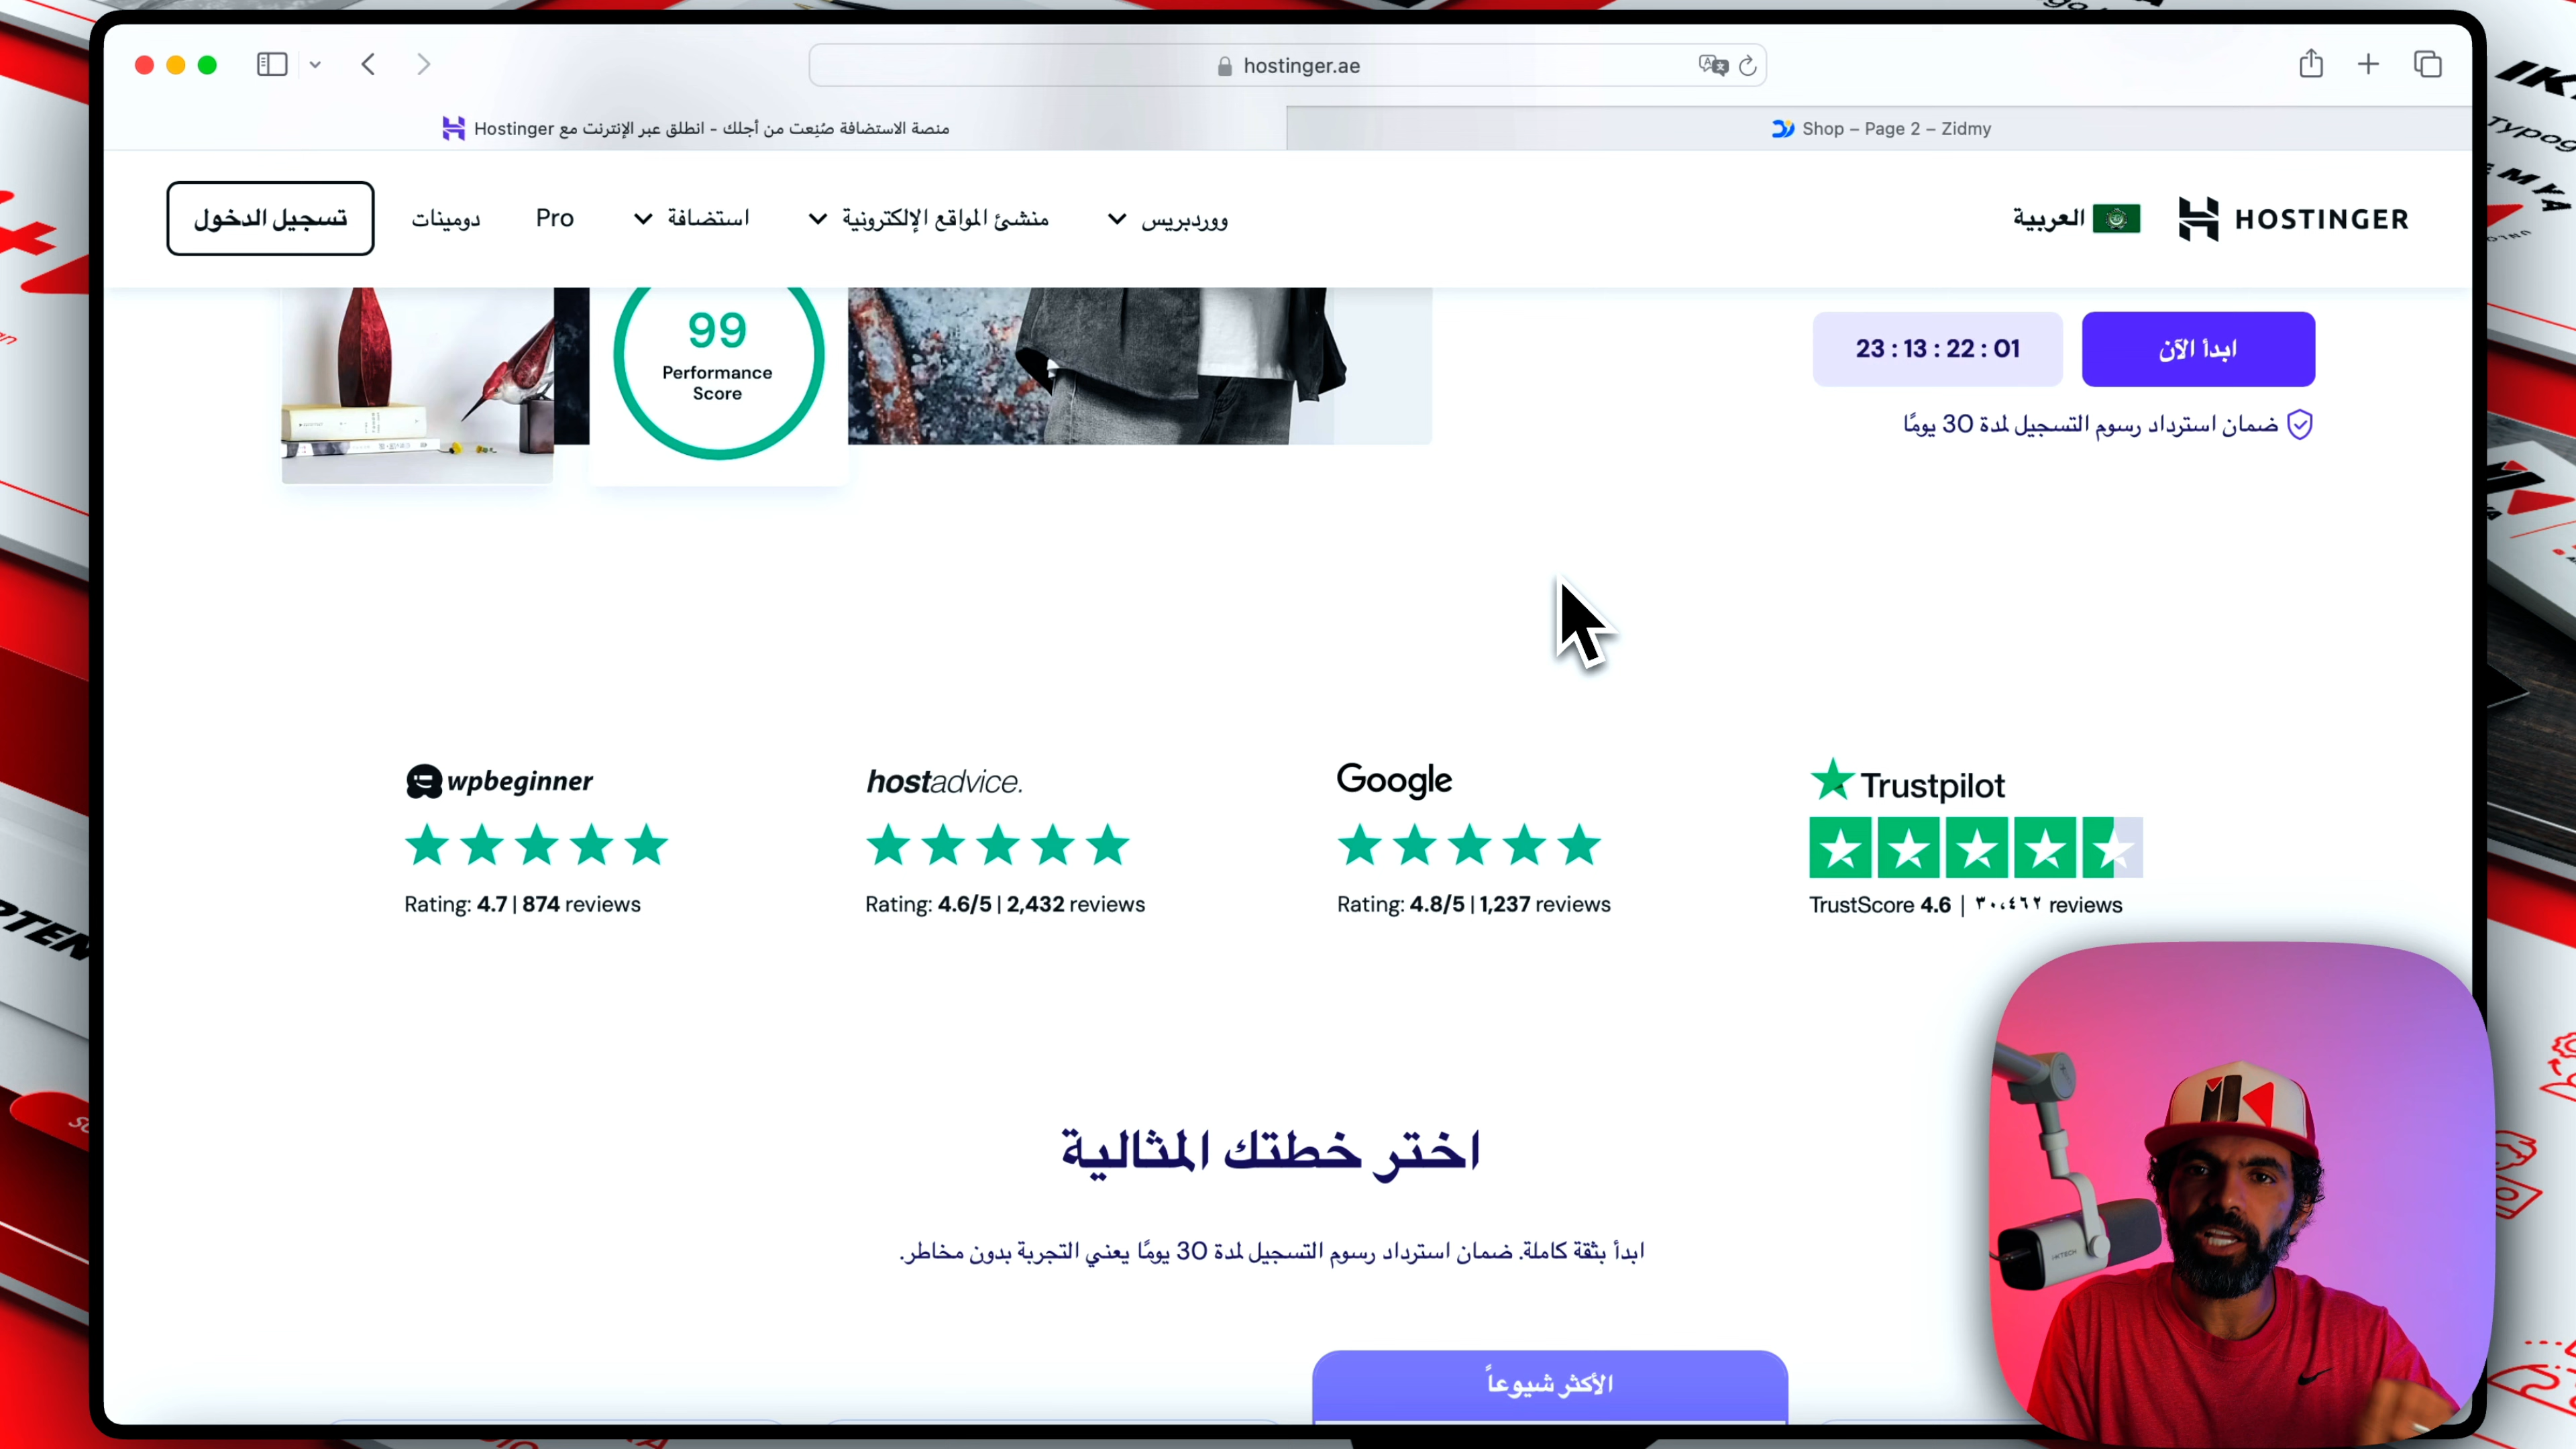 hostinger.ae
منصة الاستضافة صُنِعت من أجلك - انطلق عبر الإنترنت مع Hostinger
Shop – Page 2 – Zidmy
HOSTINGER
العربية
ووردبريس
منشئ المواقع الإلكترونية
استضافة
Pro
دومينات
تسجيل الدخول
99
Performance
Score
ابدأ الآن
23 : 13 : 22 : 01
ضمان استرداد رسوم التسجيل لمدة 30 يومًا
wpbeginner
Rating: 4.7 | 874 reviews
hostadvice.
Rating: 4.6/5 | 2,432 reviews
Google
Rating: 4.8/5 | 1,237 reviews
Trustpilot
TrustScore 4.6 | ٣٠،٤٦٢ reviews
اختر خطتك المثالية
ابدأ بثقة كاملة. ضمان استرداد رسوم التسجيل لمدة 30 يومًا يعني التجربة بدون مخاطر.
الأكثر شيوعاً